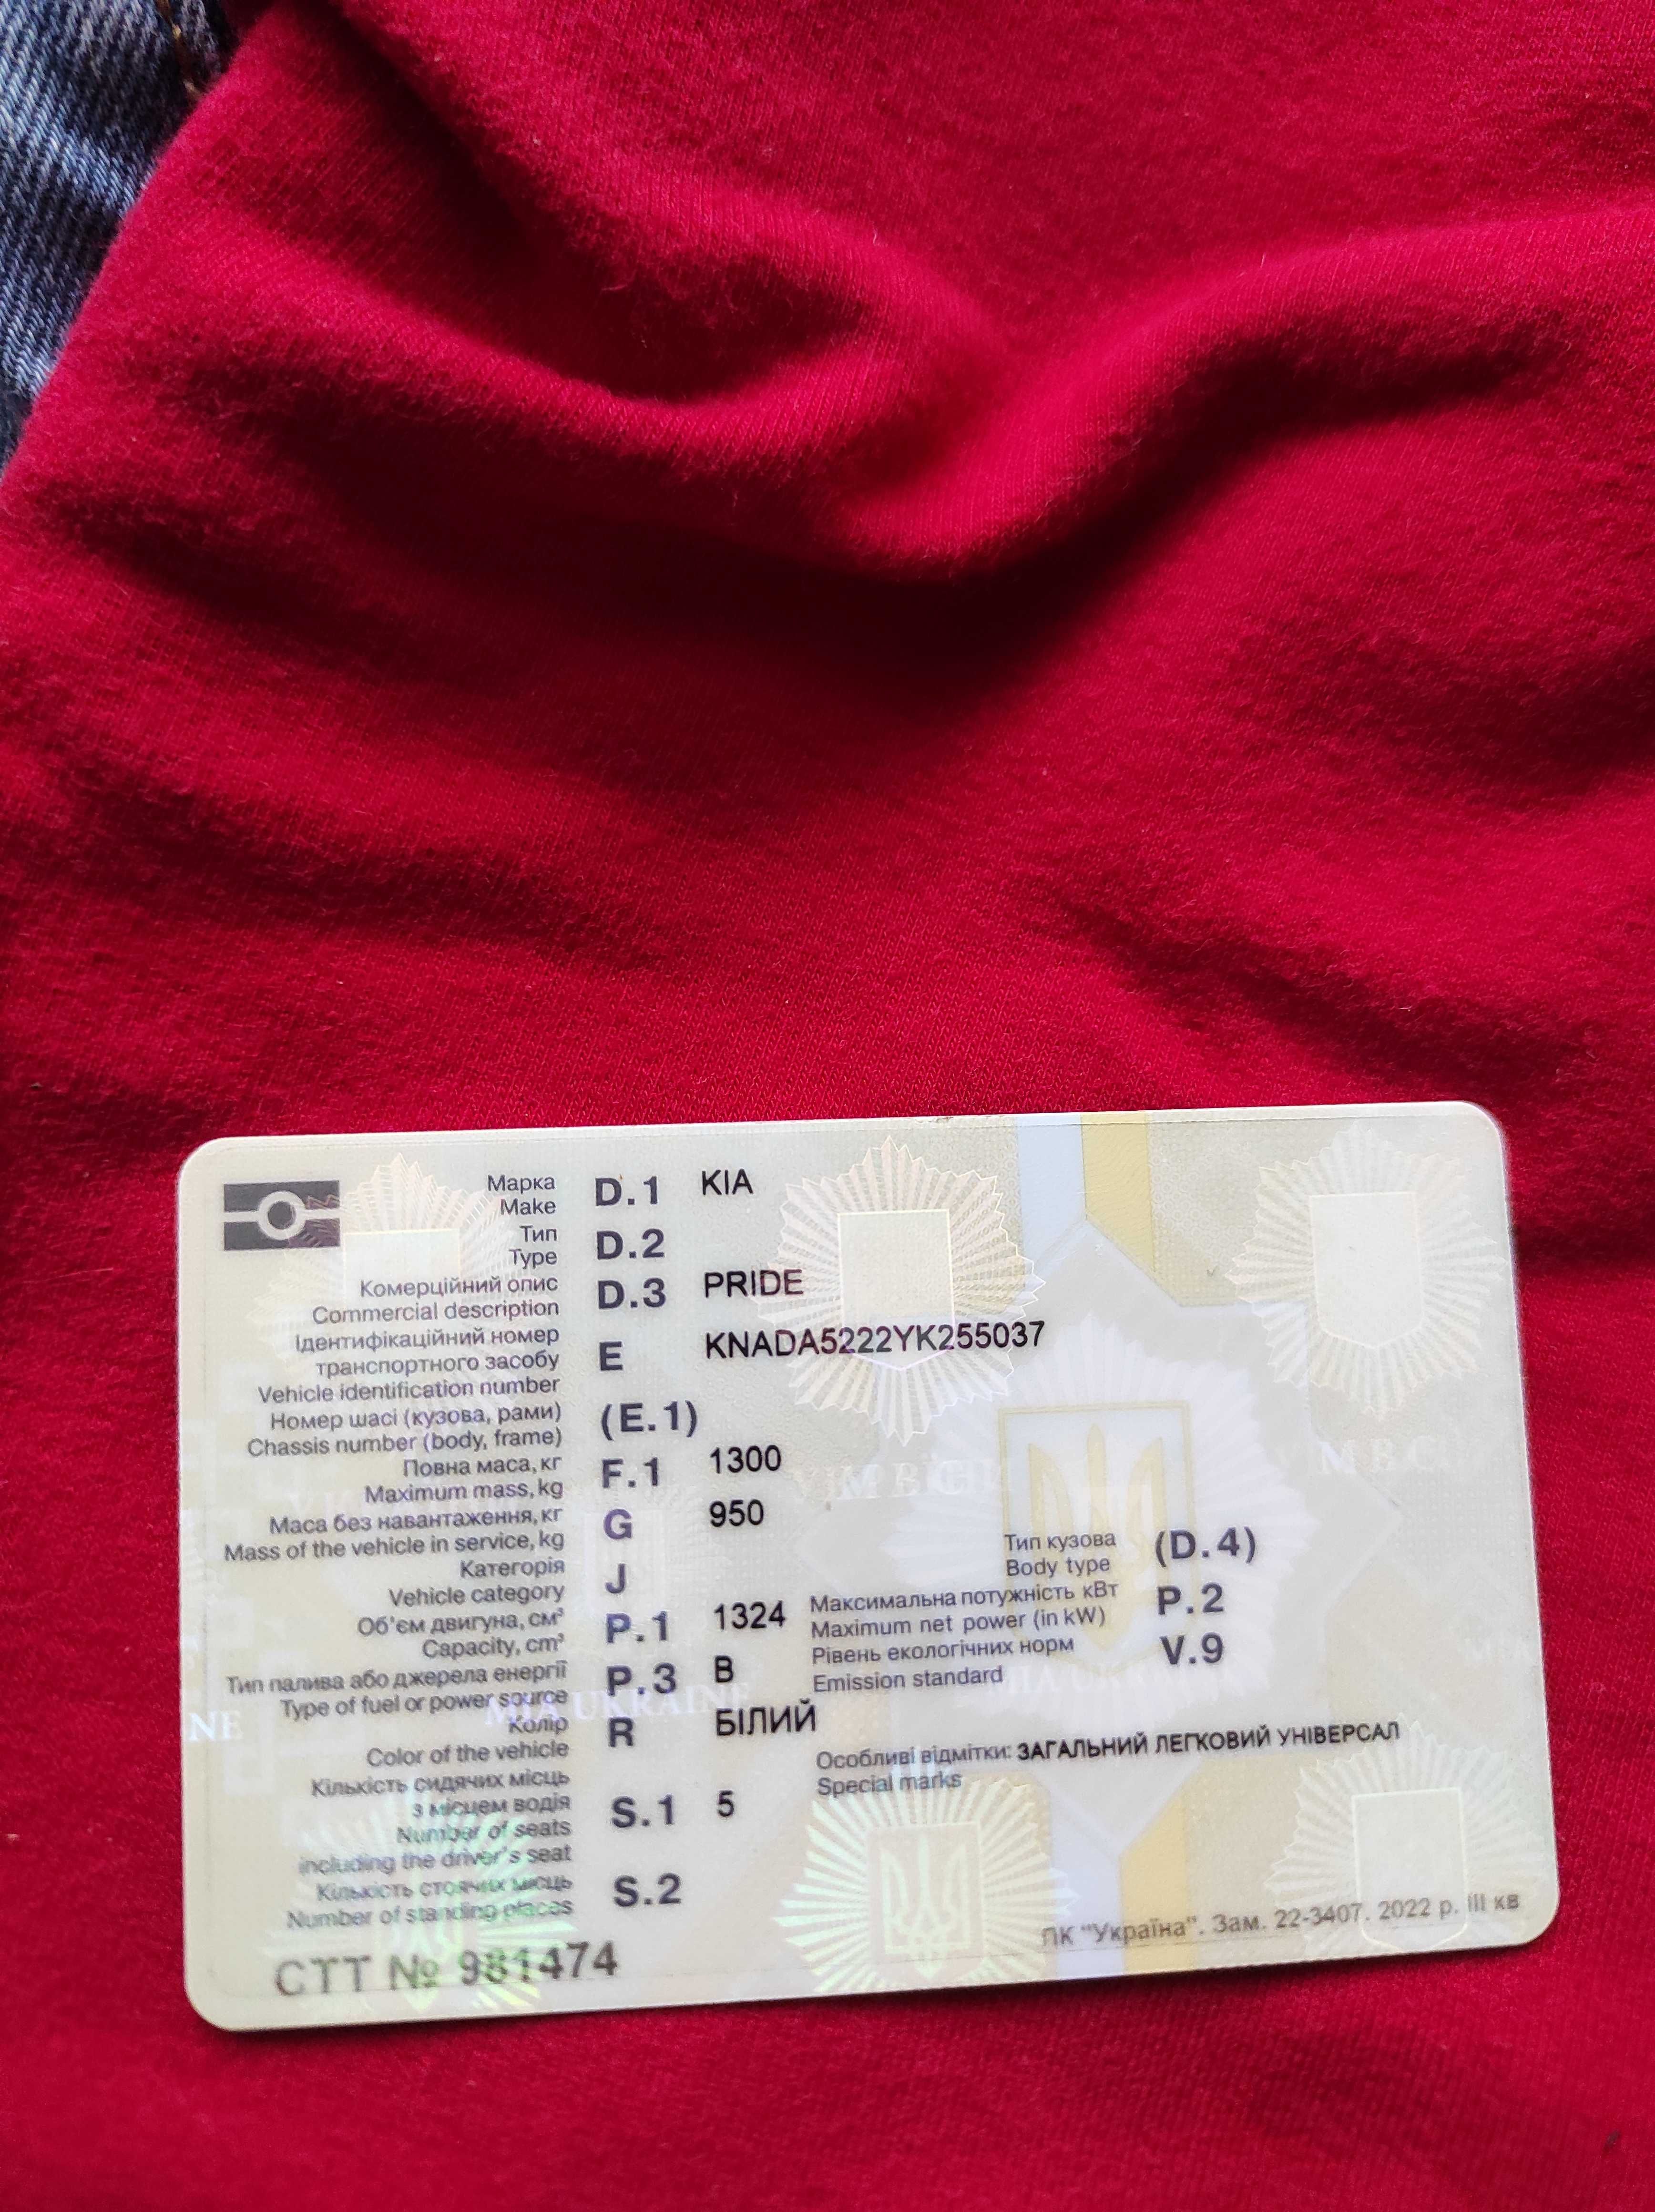 Марка
Make
D.1 KIA
Тип
Type
D.2
Комерційний опис
Commercial description
D.3 PRIDE
Ідентифікаційний номер
транспортного засобу
Vehicle identification number
E KNADA5222YK255037
Номер шасі (кузова, рами)
Chassis number (body, frame)
(E.1)
Повна маса, кг
Maximum mass, kg
F.1 1300
Маса без навантаження, кг
Mass of the vehicle in service, kg
G 950
Категорія
Vehicle category
J
Об'єм двигуна, см³
Capacity, cm³
P.1 1324
Тип палива або джерела енергії
Type of fuel or power source
P.3 B
Колір
Color of the vehicle
R БІЛИЙ
Кількість сидячих місць
з місцем водія
Number of seats
including the driver's seat
S.1 5
Кількість стоячих місць
Number of standing places
S.2
Тип кузова
Body type
(D.4)
Максимальна потужність кВт
Maximum net power (in kW)
P.2
Рівень екологічних норм
Emission standard
V.9
Особливі відмітки: ЗАГАЛЬНИЙ ЛЕГКОВИЙ УНІВЕРСАЛ
Special marks
СТТ № 981474
ПК "Україна". Зам. 22-3407. 2022 р. III кв
МВС
MIA UKRAINE
NE